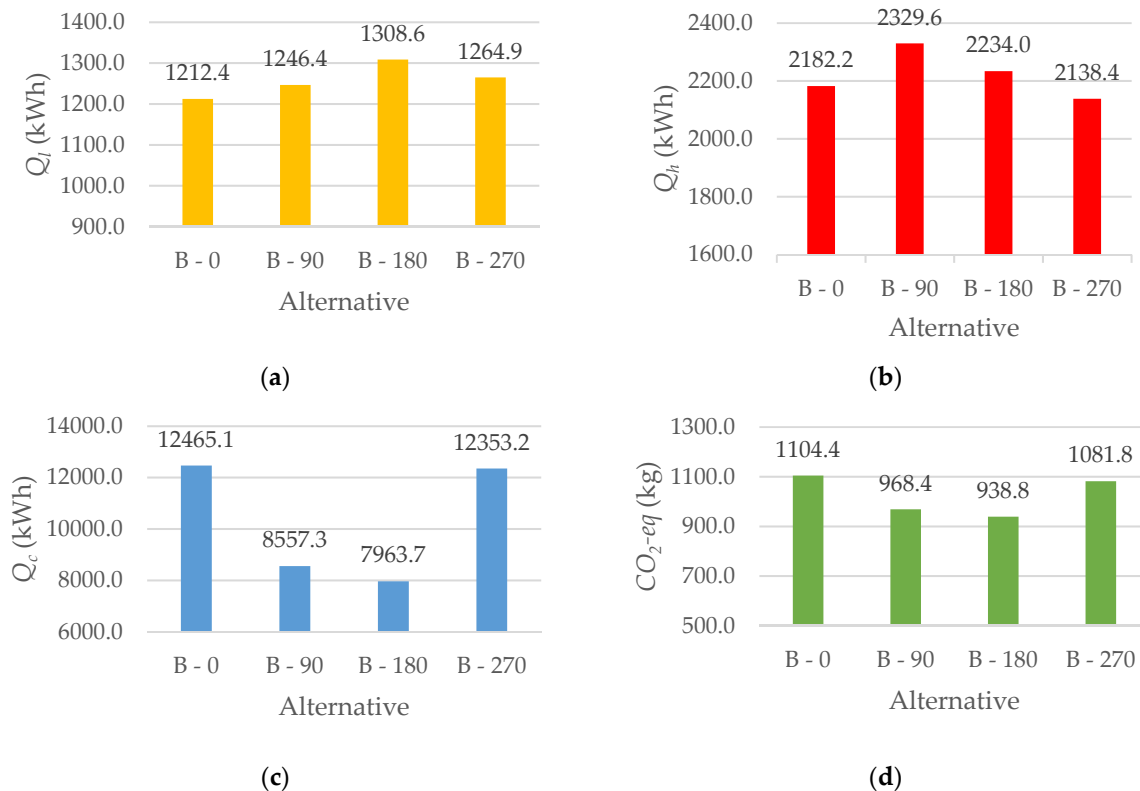 1400.0
1300.0
1200.0
1100.0
1000.0
900.0
Q_l (kWh)
1212.4
1246.4
1308.6
1264.9
B - 0 B - 90 B - 180 B - 270
Alternative
(a)
2400.0
2200.0
2000.0
1800.0
1600.0
Q_h (kWh)
2182.2
2329.6
2234.0
2138.4
B - 0 B - 90 B - 180 B - 270
Alternative
(b)
14000.0
12000.0
10000.0
8000.0
6000.0
Q_c (kWh)
12465.1
8557.3
7963.7
12353.2
B - 0 B - 90 B - 180 B - 270
Alternative
(c)
1300.0
1100.0
900.0
700.0
500.0
CO_2-eq (kg)
1104.4
968.4
938.8
1081.8
B - 0 B - 90 B - 180 B - 270
Alternative
(d)